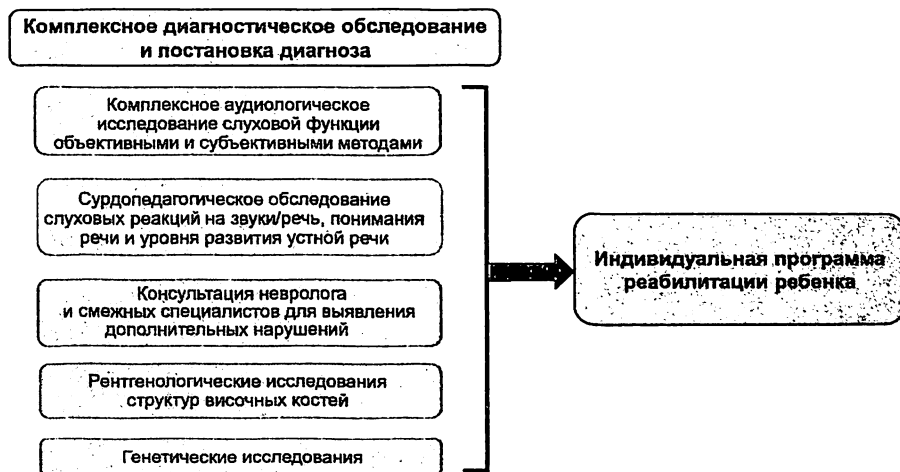 Комплексное диагностическое обследование
и постановка диагноза
Комплексное аудиологическое
исследование слуховой функции
объективными и субъективными методами
Сурдопедагогическое обследование
слуховых реакций на звуки/речь, понимания
речи и уровня развития устной речи
Консультация невролога
и смежных специалистов для выявления
дополнительных нарушений
Рентгенологические исследования
структур височных костей
Генетические исследования
Индивидуальная программа
реабилитации ребенка